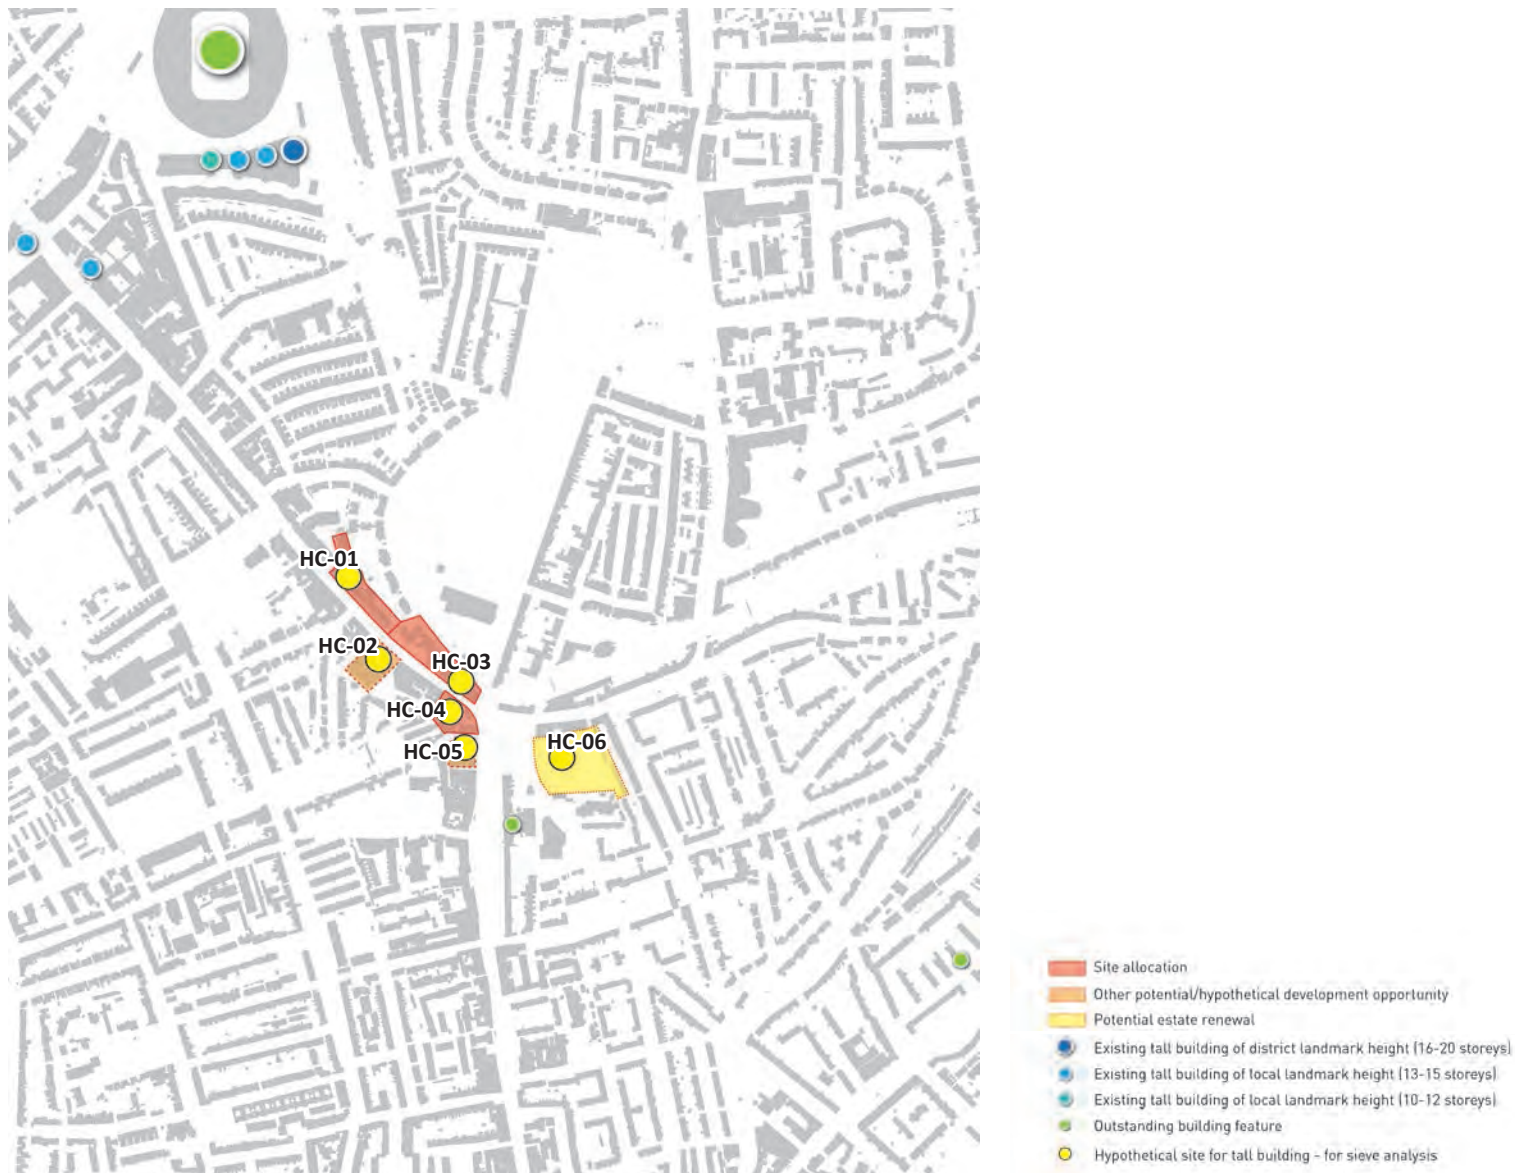 HC-01
HC-02
HC-03
HC-04
HC-05
HC-06
Site allocation
Other potential/hypothetical development opportunity
Potential estate renewal
Existing tall building of district landmark height (16-20 storeys)
Existing tall building of local landmark height (13-15 storeys)
Existing tall building of local landmark height (10-12 storeys)
Outstanding building feature
Hypothetical site for tall building - for sieve analysis